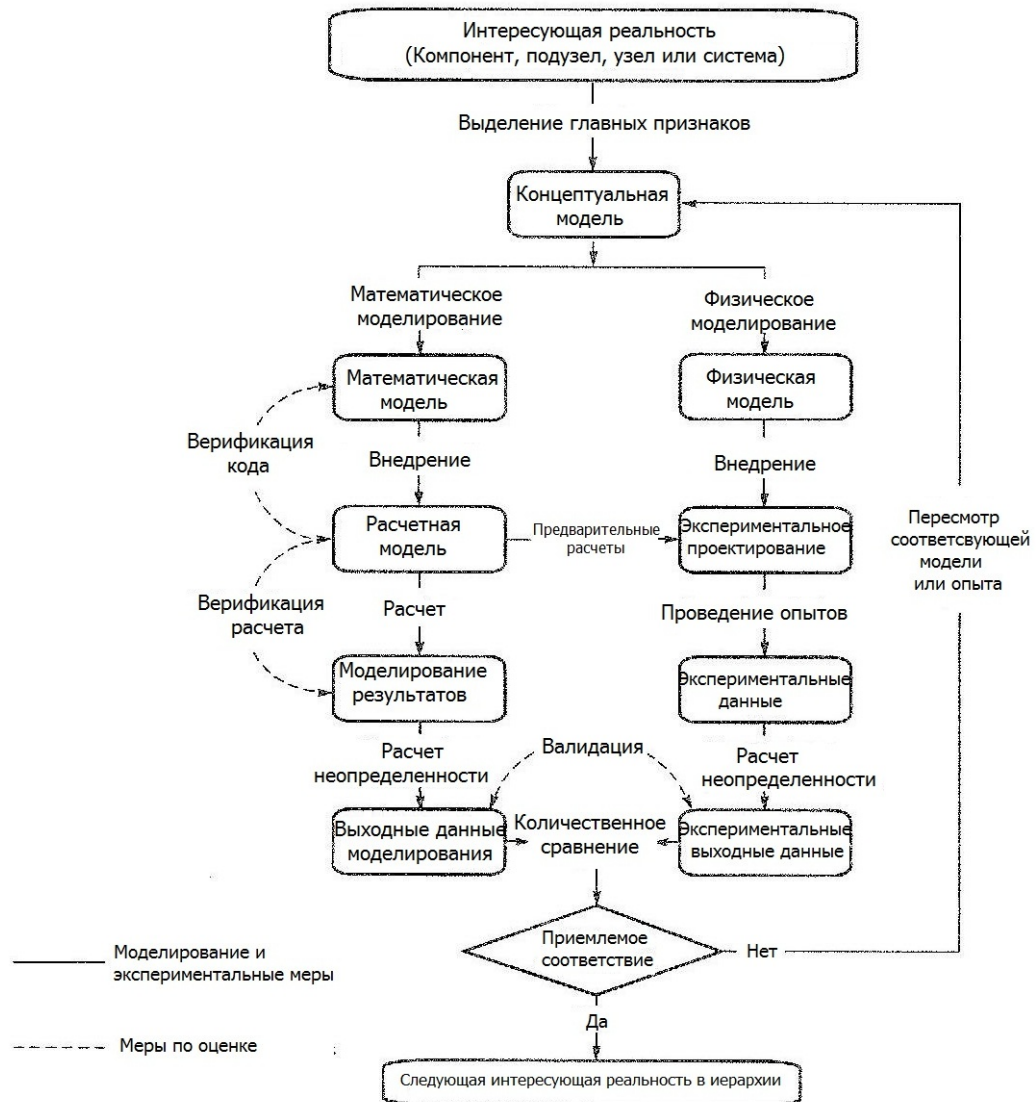 Интересующая реальность
(Компонент, подузел, узел или система)
Выделение главных признаков
Концептуальная
модель
Математическое
моделирование
Физическое
моделирование
Математическая
модель
Физическая
модель
Верификация
кода
Внедрение
Внедрение
Расчетная
модель
Предварительные
расчеты
Экспериментальное
проектирование
Пересмотр
соответсвующей
модели
или опыта
Верификация
расчета
Расчет
Проведение опытов
Моделирование
результатов
Экспериментальные
данные
Расчет
неопределенности
Валидация
Расчет
неопределенности
Выходные данные
моделирования
Количественное
сравнение
Экспериментальные
выходные данные
Приемлемое
соответствие
Нет
Моделирование и
экспериментальные меры
Да
Меры по оценке
Следующая интересующая реальность в иерархии